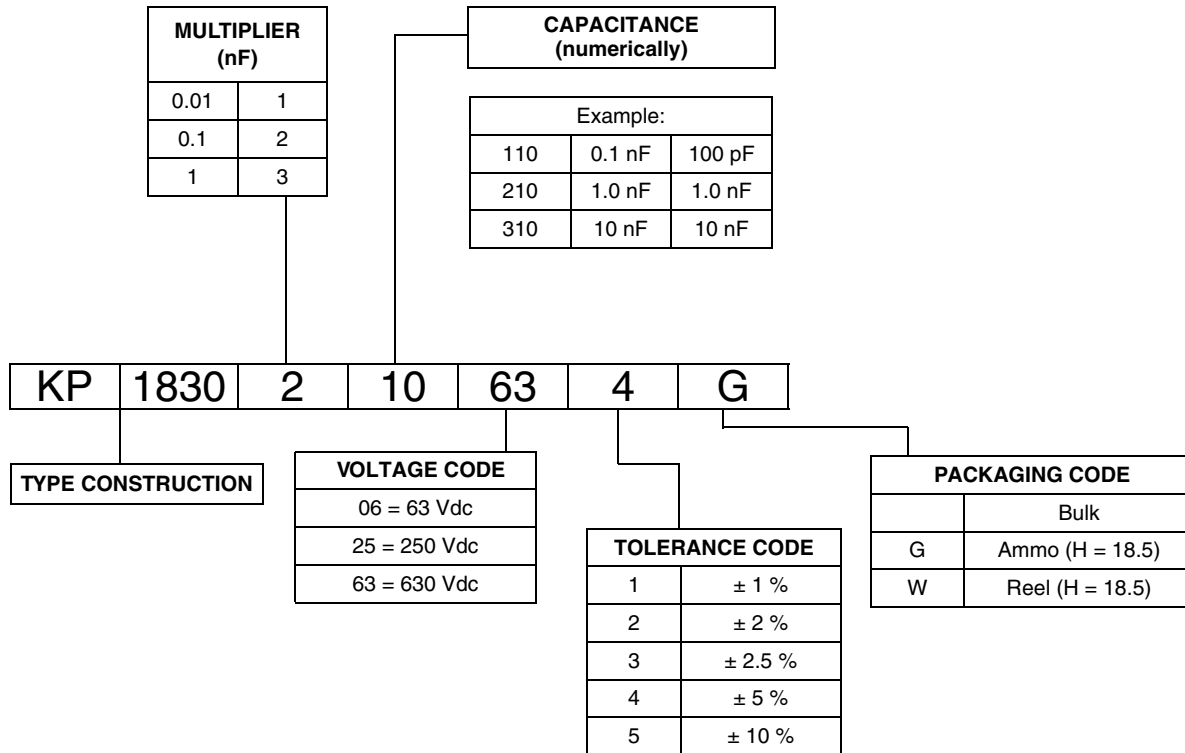 MULTIPLIER
(nF)
0.01 1
0.1 2
1 3
CAPACITANCE
(numerically)
Example:
110 0.1 nF 100 pF
210 1.0 nF 1.0 nF
310 10 nF 10 nF
KP 1830 2 10 63 4 G
TYPE CONSTRUCTION
VOLTAGE CODE
06 = 63 Vdc
25 = 250 Vdc
63 = 630 Vdc
TOLERANCE CODE
1 ± 1 %
2 ± 2 %
3 ± 2.5 %
4 ± 5 %
5 ± 10 %
PACKAGING CODE
Bulk
G Ammo (H = 18.5)
W Reel (H = 18.5)